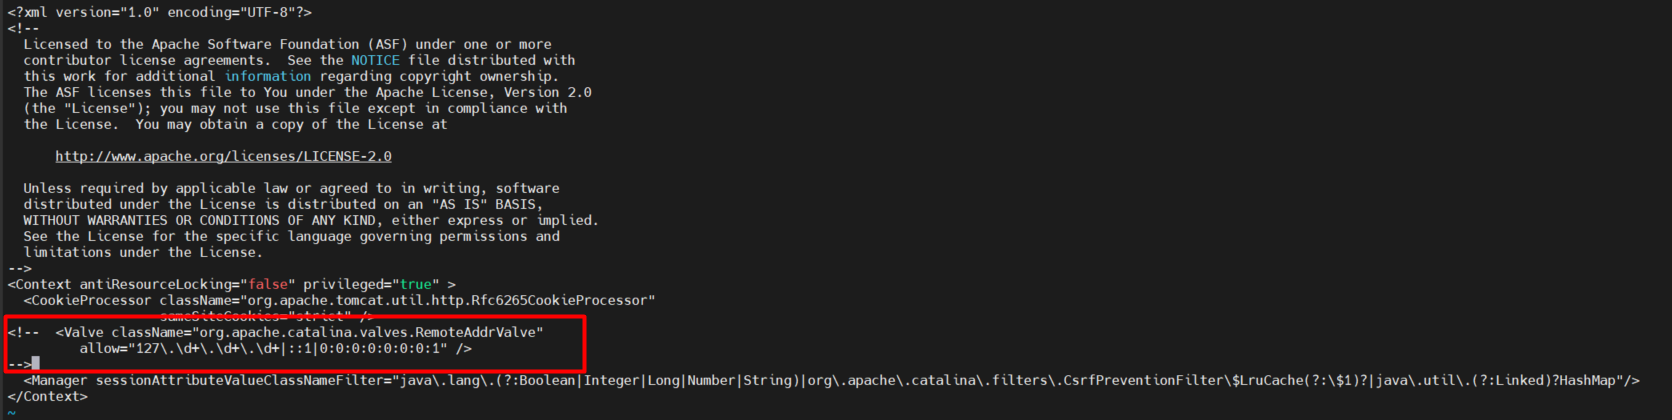 <?xml version="1.0" encoding="UTF-8"?>
<!--
  Licensed to the Apache Software Foundation (ASF) under one or more
  contributor license agreements.  See the NOTICE file distributed with
  this work for additional information regarding copyright ownership.
  The ASF licenses this file to You under the Apache License, Version 2.0
  (the "License"); you may not use this file except in compliance with
  the License.  You may obtain a copy of the License at

      http://www.apache.org/licenses/LICENSE-2.0

  Unless required by applicable law or agreed to in writing, software
  distributed under the License is distributed on an "AS IS" BASIS,
  WITHOUT WARRANTIES OR CONDITIONS OF ANY KIND, either express or implied.
  See the License for the specific language governing permissions and
  limitations under the License.
-->
<Context antiResourceLocking="false" privileged="true" >
  <CookieProcessor className="org.apache.tomcat.util.http.Rfc6265CookieProcessor"
                   sameSiteCookies="strict" />
<!--  <Valve className="org.apache.catalina.valves.RemoteAddrValve"
         allow="127\.\d+\.\d+\.\d+|::1|0:0:0:0:0:0:0:1" />
-->
  <Manager sessionAttributeValueClassNameFilter="java\.lang\.(?:Boolean|Integer|Long|Number|String)|org\.apache\.catalina\.filters\.CsrfPreventionFilter\$LruCache(?:\$1)?|java\.util\.(?:Linked)?HashMap"/>
</Context>
~